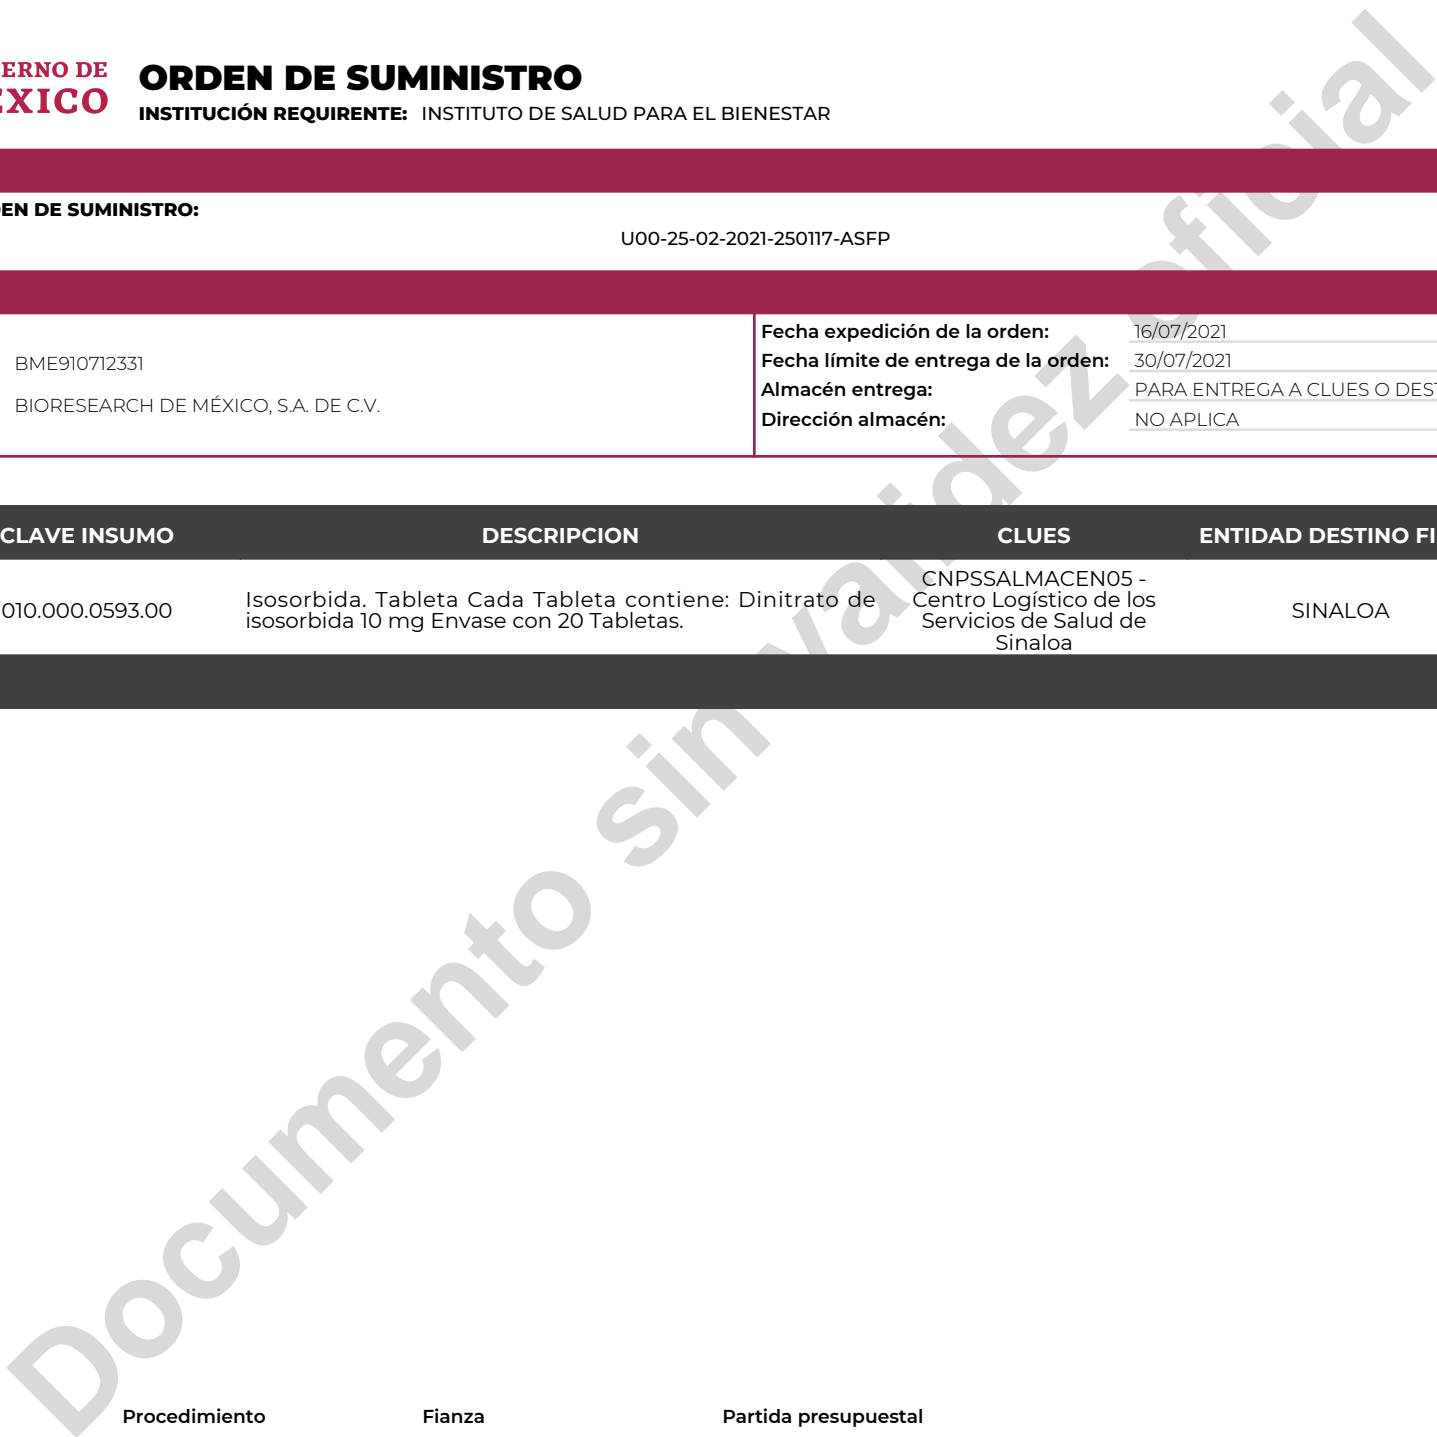 ERNO DE
ORDEN DE SUMINISTRO
ÉXICO
INSTITUCIÓN REQUIRENTE: INSTITUTO DE SALUD PARA EL BIENESTAR
DEN DE SUMINISTRO:
U00-25-02-2021-250117-ASFP
BME910712331
BIORESEARCH DE MÉXICO, S.A. DE C.V.
Fecha expedición de la orden: 16/07/2021
Fecha límite de entrega de la orden: 30/07/2021
Almacén entrega: PARA ENTREGA A CLUES O DEST
Dirección almacén: NO APLICA
CLAVE INSUMO DESCRIPCION CLUES ENTIDAD DESTINO FI
010.000.0593.00
Isosorbida. Tableta Cada Tableta contiene: Dinitrato de
isosorbida 10 mg Envase con 20 Tabletas.
CNPSSALMACEN05 -
Centro Logístico de los
Servicios de Salud de
Sinaloa
SINALOA
Documento sin validez oficial
Procedimiento Fianza Partida presupuestal